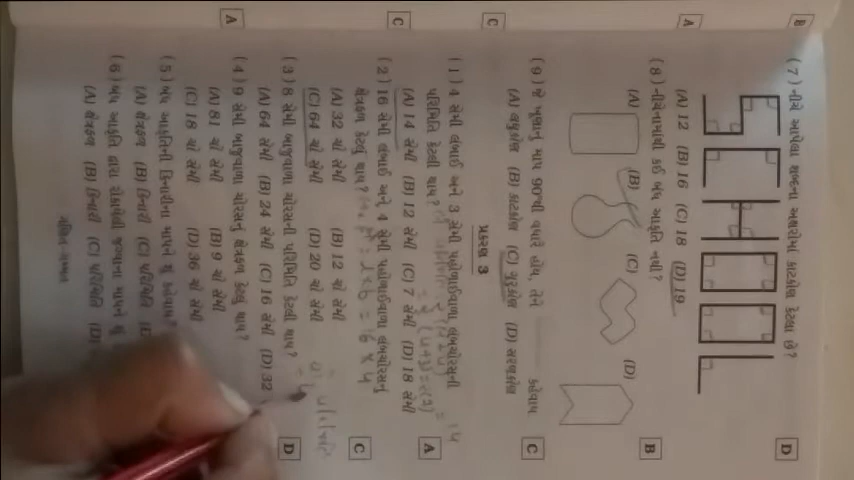 B
( 7 ) નીચે આપેલા શબ્દના અક્ષરોમાં કાટકોણ કેટલા છે ? D
(A) 12 (B) 16 (C) 18 (D) 19
A
( 8 ) નીચેનામાંથી કઈ બંધ આકૃતિ નથી ? B
(A) (B) (C) (D)
( 9 ) જે ખૂણાનું માપ 90°થી વધારે હોય, તેને કહેવાય C
(A) લઘુકોણ (B) કાટકોણ (C) ગુરુકોણ (D) સરળકોણ
C
પ્રકરણ 3
( 1 ) 4 સેમી લંબાઈ અને 3 સેમી પહોળાઈવાળા લંબચોરસની
પરિમિતિ કેટલી થાય ? A
(A) 14 સેમી (B) 12 સેમી (C) 7 સેમી (D) 18 સેમી
C
( 2 ) 16 સેમી લંબાઈ અને 4 સેમી પહોળાઈવાળા લંબચોરસનું
ક્ષેત્રફળ કેટલું થાય ? C
(A) 32 ચો સેમી (B) 12 ચો સેમી
(C) 64 ચો સેમી (D) 20 ચો સેમી
( 3 ) 8 સેમી બાજુવાળા ચોરસની પરિમિતિ કેટલી થાય ? D
(A) 64 સેમી (B) 24 સેમી (C) 16 સેમી (D) 32
( 4 ) 9 સેમી બાજુવાળા ચોરસનું ક્ષેત્રફળ કેટલું થાય ?
A
(A) 81 ચો સેમી (B) 9 ચો સેમી
(C) 18 ચો સેમી (D) 36 ચો સેમી
( 5 ) બંધ આકૃતિની કિનારીના માપને શું કહેવાય ?
(A) ક્ષેત્રફળ (B) કિનારી (C) પરિમિતિ
( 6 ) બંધ આકૃતિ દ્વારા રોકાયેલી જગ્યાના માપને શું
(A) ક્ષેત્રફળ (B) કિનારી (C) પરિમિતિ (D)